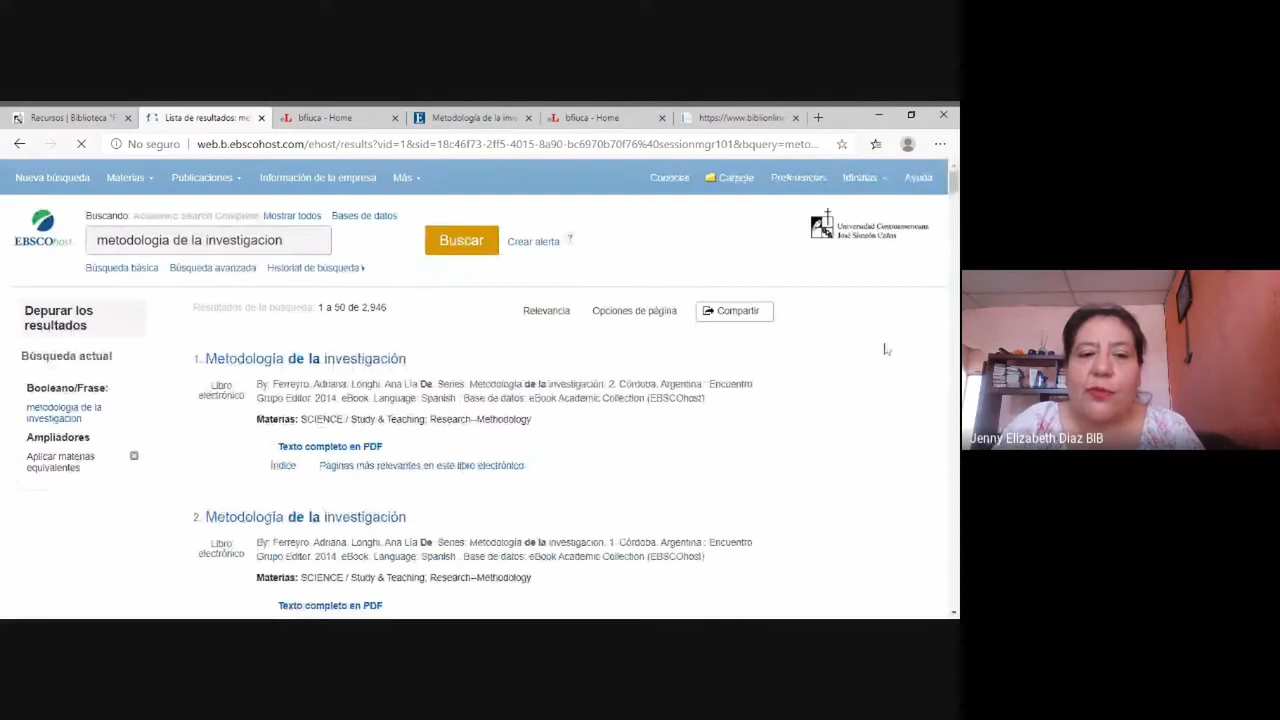 Recursos | Biblioteca "F
Lista de resultados: me
bfiuca - Home
Metodología de la inve
bfiuca - Home
https://www.biblionline
No seguro
web.b.ebscohost.com/ehost/results?vid=1&sid=18c46f73-2ff5-4015-8a90-bc6970b70f76%40sessionmgr101&bquery=meto...
Nueva búsqueda Materias Publicaciones Información de la empresa Más Carpeta Preferencias Idiomas Ayuda
EBSCOhost
Buscando: Academic Search Complete Mostrar todos Bases de datos
metodologia de la investigacion
Buscar
Crear alerta ?
Búsqueda básica Búsqueda avanzada Historial de búsqueda
Universidad Centroamericana
José Simeón Cañas
Depurar los
resultados
Búsqueda actual
Booleano/Frase:
metodologia de la
investigacion
Ampliadores
Aplicar materias
equivalentes
Resultados de la búsqueda: 1 a 50 de 2,946
Relevancia Opciones de página Compartir
1. Metodología de la investigación
Libro
electrónico
By: Ferreyro, Adriana; Longhi, Ana Lía De. Series: Metodología de la investigación, 2. Córdoba, Argentina : Encuentro
Grupo Editor. 2014. eBook. Language: Spanish , Base de datos: eBook Academic Collection (EBSCOhost)
Materias: SCIENCE / Study & Teaching; Research--Methodology
Texto completo en PDF
Índice Páginas más relevantes en este libro electrónico
2. Metodología de la investigación
Libro
electrónico
By: Ferreyro, Adriana; Longhi, Ana Lía De. Series: Metodología de la investigación, 1. Córdoba, Argentina : Encuentro
Grupo Editor. 2014. eBook. Language: Spanish , Base de datos: eBook Academic Collection (EBSCOhost)
Materias: SCIENCE / Study & Teaching; Research--Methodology
Texto completo en PDF
Jenny Elizabeth Diaz BIB